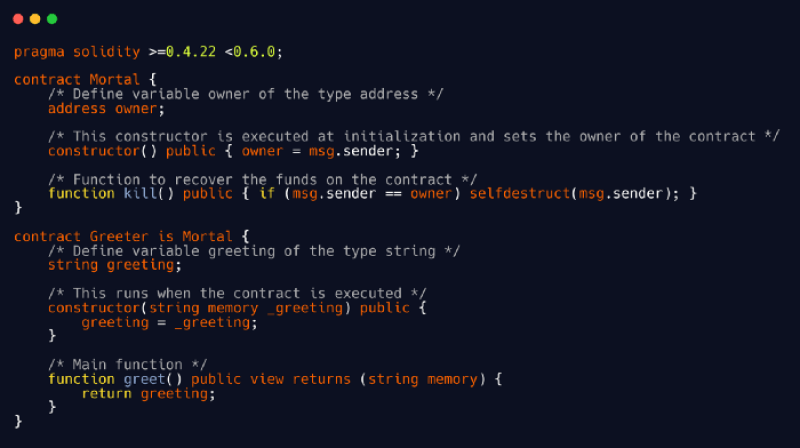 pragma solidity >=0.4.22 <0.6.0;
contract Mortal {
/* Define variable owner of the type address */
address owner;
/* This constructor is executed at initialization and sets the owner of the contract */
constructor() public { owner = msg.sender; }
/* Function to recover the funds on the contract */
function kill() public { if (msg.sender == owner) selfdestruct(msg.sender); }
}
contract Greeter is Mortal {
/* Define variable greeting of the type string */
string greeting;
/* This runs when the contract is executed */
constructor(string memory _greeting) public {
greeting = _greeting;
}
/* Main function */
function greet() public view returns (string memory) {
return greeting;
}
}